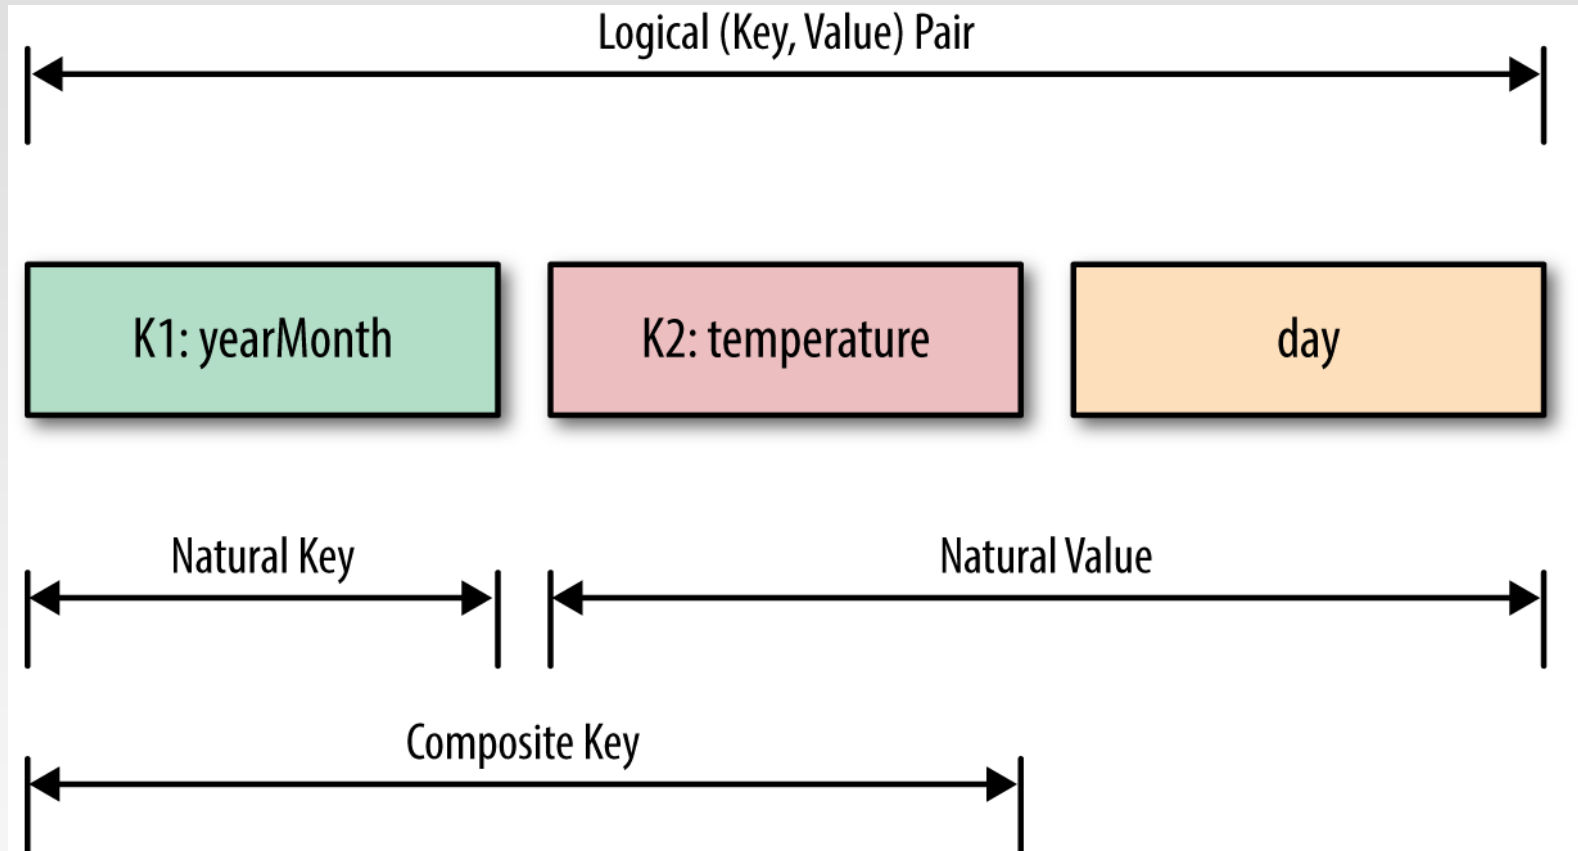 Logical (Key, Value) Pair
K1: yearMonth
K2: temperature
day
Natural Key
Natural Value
Composite Key